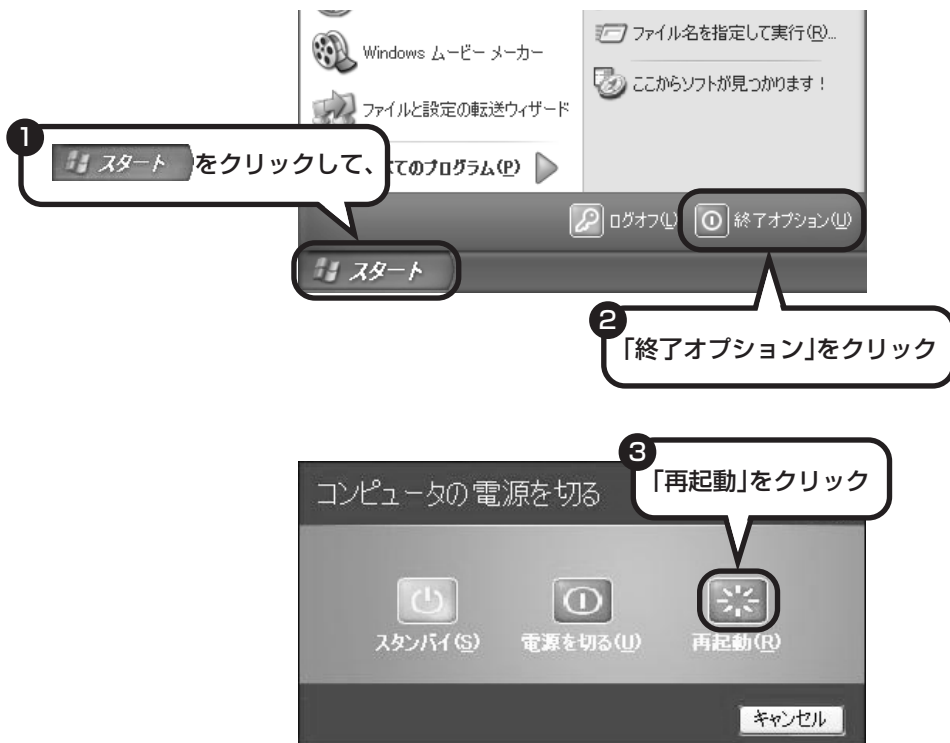 Windows ムービー メーカー
ファイル名を指定して実行(R)...
ここからソフトが見つかります!
ファイルと設定の転送ウィザード
1
スタート をクリックして、
てのプログラム(P)
ログオフ(L)
終了オプション(U)
スタート
2
「終了オプション」をクリック
3
「再起動」をクリック
コンピュータの電源を切る
スタンバイ(S)
電源を切る(U)
再起動(R)
キャンセル